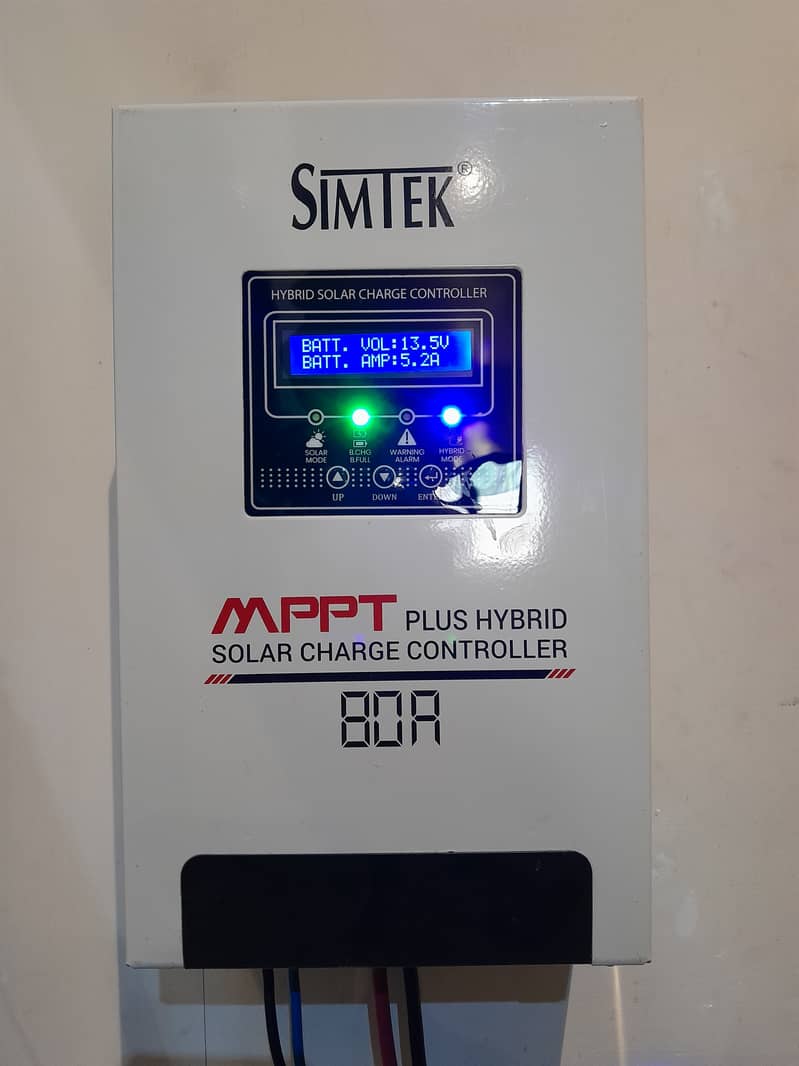 SIMTEK®
HYBRID SOLAR CHARGE CONTROLLER
BATT. VOL:13.5V
BATT. AMP:5.2A
SOLAR MODE
B.CHG B.FULL
WARNING ALARM
HYBRID MODE
UP
DOWN
MPPT PLUS HYBRID
SOLAR CHARGE CONTROLLER
80A